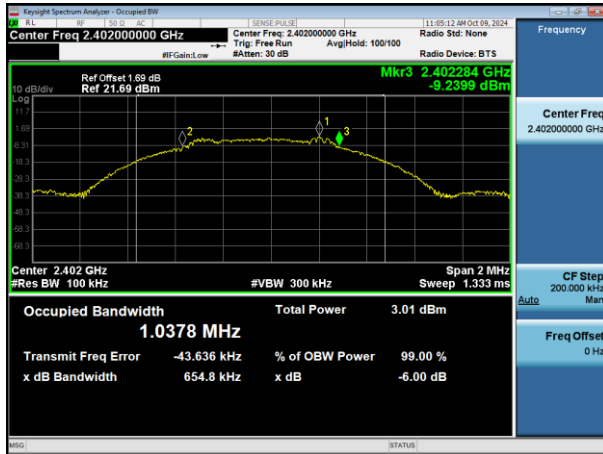 Keysight Spectrum Analyzer - Occupied BW
RL RF 50 Ω AC SENSE:PULSE 11:05:12 AM Oct 09, 2024
Center Freq 2.402000000 GHz Center Freq: 2.402000000 GHz Radio Std: None
Trig: Free Run Avg|Hold: 100/100
#IFGain:Low #Atten: 30 dB Radio Device: BTS
Frequency
Ref Offset 1.69 dB Mkr3 2.402284 GHz
10 dB/div Ref 21.69 dBm -9.2399 dBm
Log
11.7
1.69
-8.31
-18.3
-28.3
-38.3
-48.3
-58.3
-68.3
1
2
3
Center Freq
2.402000000 GHz
Center 2.402 GHz Span 2 MHz
#Res BW 100 kHz #VBW 300 kHz Sweep 1.333 ms
CF Step
200.000 kHz
Auto Man
Occupied Bandwidth Total Power 3.01 dBm
1.0378 MHz
Transmit Freq Error -43.636 kHz % of OBW Power 99.00 %
x dB Bandwidth 654.8 kHz x dB -6.00 dB
Freq Offset
0 Hz
MSG STATUS